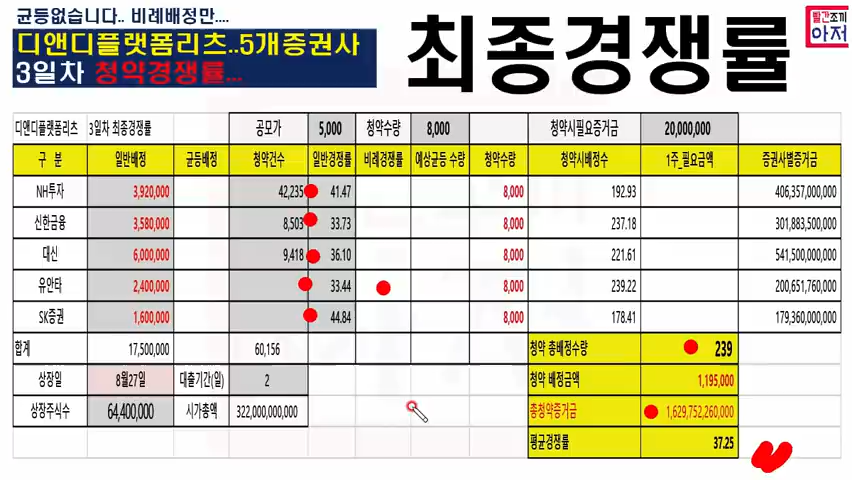 균등없습니다.. 비례배정만....
디앤디플랫폼리츠..5개증권사
3일차 청약경쟁률...
최종경쟁률
빨간조끼
아저
디앤디플랫폼리츠 3일차 최종경쟁률 공모가 5,000 청약수량 8,000 청약시필요증거금 20,000,000
구 분 일반배정 균등배정 청약건수 일반경쟁률 비례경쟁률 예상균등 수량 청약수량 청약시배정수 1주_필요금액 증권사별증거금
NH투자 3,920,000 42,235 41.47 8,000 192.93 406,357,000,000
신한금융 3,580,000 8,503 33.73 8,000 237.18 301,883,500,000
대신 6,000,000 9,418 36.10 8,000 221.61 541,500,000,000
유안타 2,400,000 33.44 8,000 239.22 200,651,760,000
SK증권 1,600,000 44.84 8,000 178.41 179,360,000,000
합계 17,500,000 60,156 청약 총배정수량 239
상장일 8월27일 대출기간(일) 2 청약 배정금액 1,195,000
상장주식수 64,400,000 시가총액 322,000,000,000 총청약증거금 1,629,752,260,000
평균경쟁률 37.25